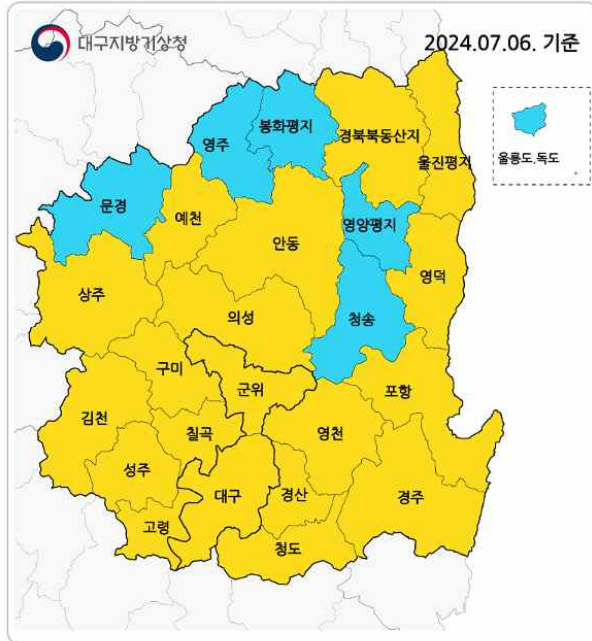 대구지방기상청
2024.07.06. 기준
영주
봉화평지
경북북동산지
울진평지
울릉도.독도
문경
예천
안동
영양평지
영덕
상주
의성
청송
구미
군위
포항
김천
칠곡
영천
성주
대구
경산
경주
고령
청도